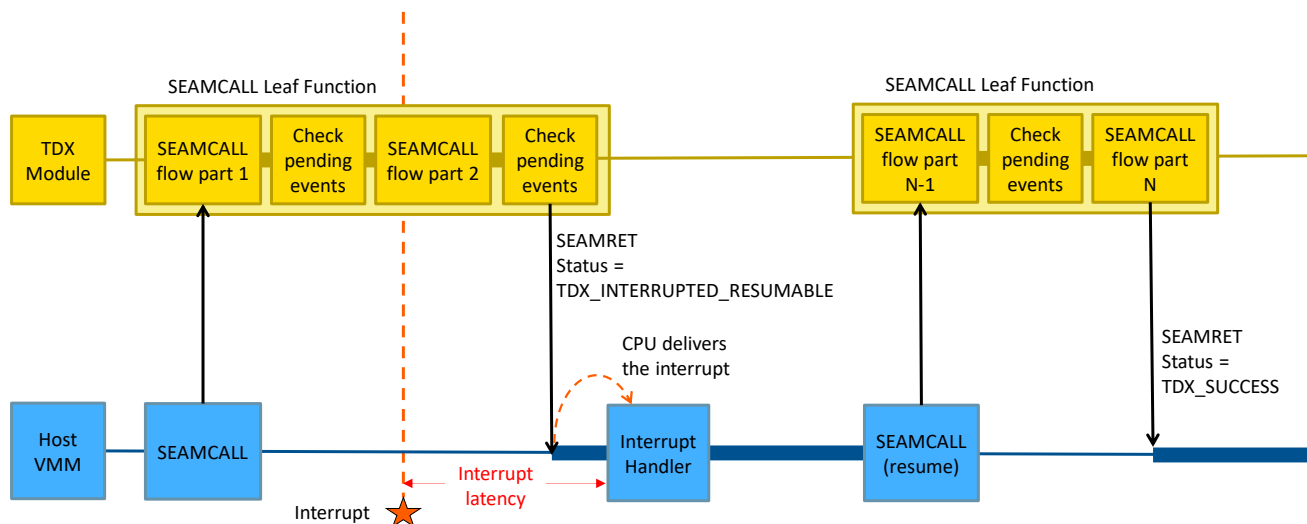 SEAMCALL Leaf Function
SEAMCALL Leaf Function
TDX
Module
SEAMCALL
flow part 1
Check
pending
events
SEAMCALL
flow part 2
Check
pending
events
SEAMCALL
flow part
N-1
Check
pending
events
SEAMCALL
flow part
N
SEAMRET
Status =
TDX_INTERRUPTED_RESUMABLE
SEAMRET
Status =
TDX_SUCCESS
CPU delivers
the interrupt
Host
VMM
SEAMCALL
Interrupt
Handler
SEAMCALL
(resume)
Interrupt
latency
Interrupt